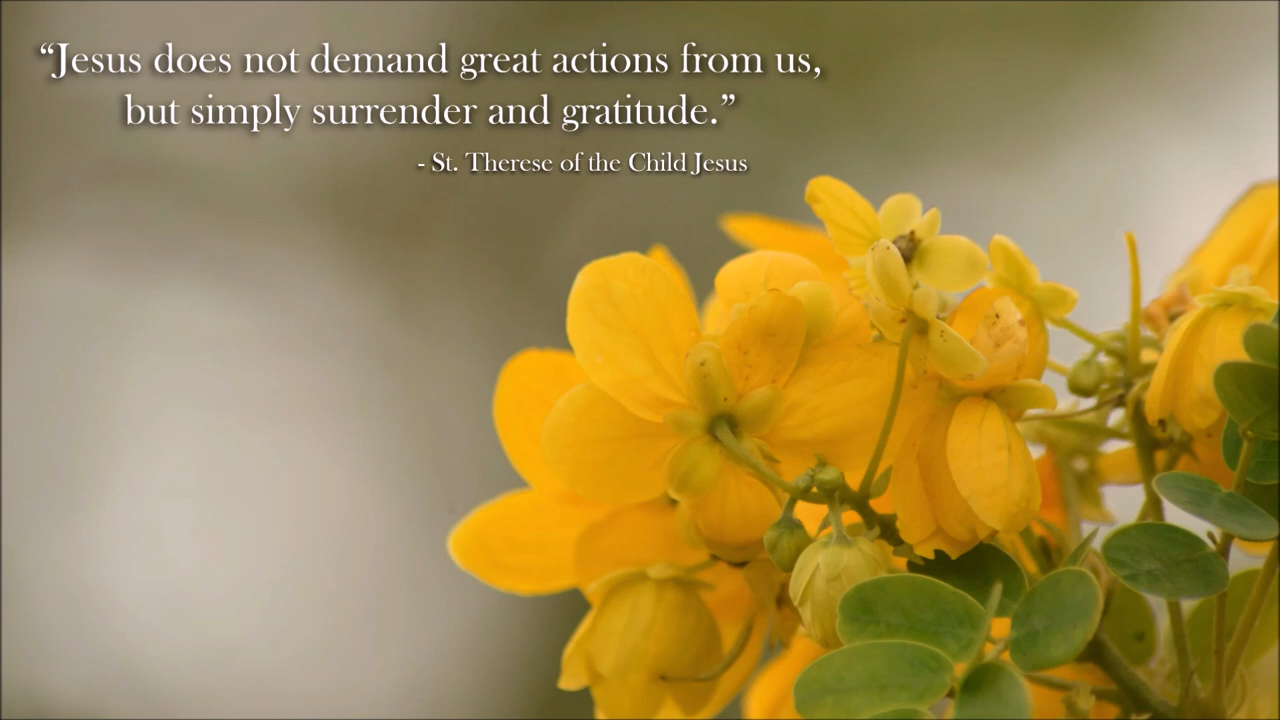 “Jesus does not demand great actions from us,
but simply surrender and gratitude.”
- St. Therese of the Child Jesus